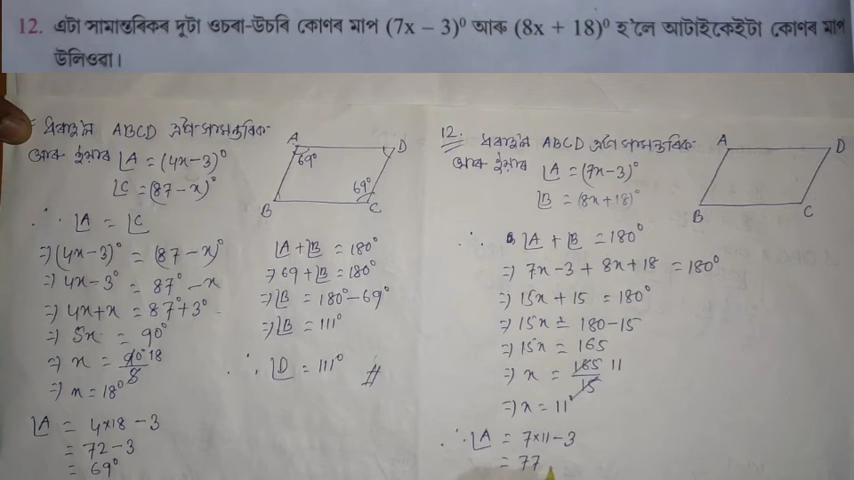 12. এটা সামান্তৰিকৰ দুটা ওচৰা-উচৰি কোণৰ মাপ (7x – 3)⁰ আৰু (8x + 18)⁰ হ'লে আটাইকেইটা কোণৰ মাপ
উলিওৱা।
ধৰাহ'ল ABCD এটা সামন্তৰিক
আৰু ইয়াৰ ∠A = (4x-3)°
∠C = (87-x)°
∴ ∠A = ∠C
⇒ (4x-3)° = (87-x)°
⇒ 4x-3° = 87° -x
⇒ 4x+x = 87°+3°
⇒ 5x = 90°
⇒ x = 90° 18
5
⇒ x = 18°
∠A = 4×18 -3
= 72-3
= 69°
A
D
69°
69°
B
C
∠A+∠B = 180°
⇒ 69+∠B = 180°
⇒ ∠B = 180°-69°
⇒ ∠B = 111°
∴ ∠D = 111° #
12. ধৰাহ'ল ABCD এটা সামন্তৰিক
আৰু ইয়াৰ ∠A = (7x-3)°
∠B = (8x+18)°
A
D
B
C
∴ ∠A + ∠B = 180°
⇒ 7x-3 + 8x+18 = 180°
⇒ 15x + 15 = 180°
⇒ 15x = 180-15
⇒ 15x = 165
⇒ x = 165 11
15
⇒ x = 11°
∴ ∠A = 7×11-3
= 77